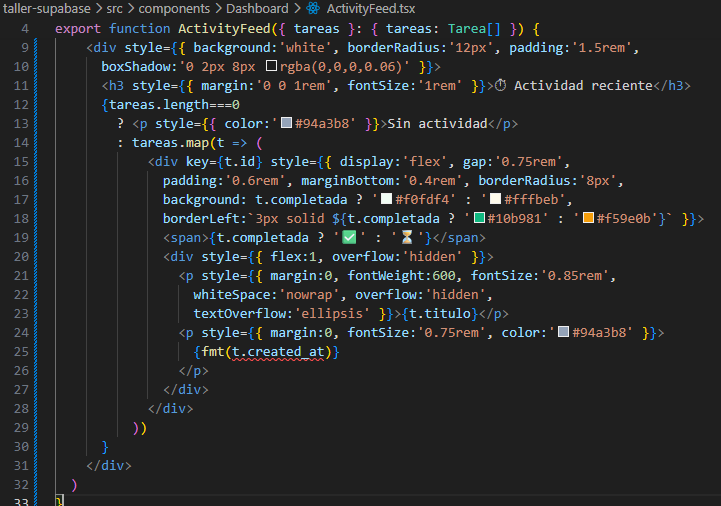 taller-supabase > src > components > Dashboard > ActivityFeed.tsx
4 export function ActivityFeed({ tareas }: { tareas: Tarea[] }) {
9 <div style={{ background:'white', borderRadius:'12px', padding:'1.5rem',
10 boxShadow:'0 2px 8px rgba(0,0,0,0.06)' }}>
11 <h3 style={{ margin:'0 0 1rem', fontSize:'1rem' }}>⏱ Actividad reciente</h3>
12 {tareas.length===0
13 ? <p style={{ color:'#94a3b8' }}>Sin actividad</p>
14 : tareas.map(t => (
15 <div key={t.id} style={{ display:'flex', gap:'0.75rem',
16 padding:'0.6rem', marginBottom:'0.4rem', borderRadius:'8px',
17 background: t.completada ? '#f0fdf4' : '#fffbeb',
18 borderLeft:`3px solid ${t.completada ? '#10b981' : '#f59e0b'}` }}>
19 <span>{t.completada ? '✅' : '⏳'}</span>
20 <div style={{ flex:1, overflow:'hidden' }}>
21 <p style={{ margin:0, fontWeight:600, fontSize:'0.85rem',
22 whiteSpace:'nowrap', overflow:'hidden',
23 textOverflow:'ellipsis' }}>{t.titulo}</p>
24 <p style={{ margin:0, fontSize:'0.75rem', color:'#94a3b8' }}>
25 {fmt(t.created_at)}
26 </p>
27 </div>
28 </div>
29 ))
30 }
31 </div>
32 )
33 }